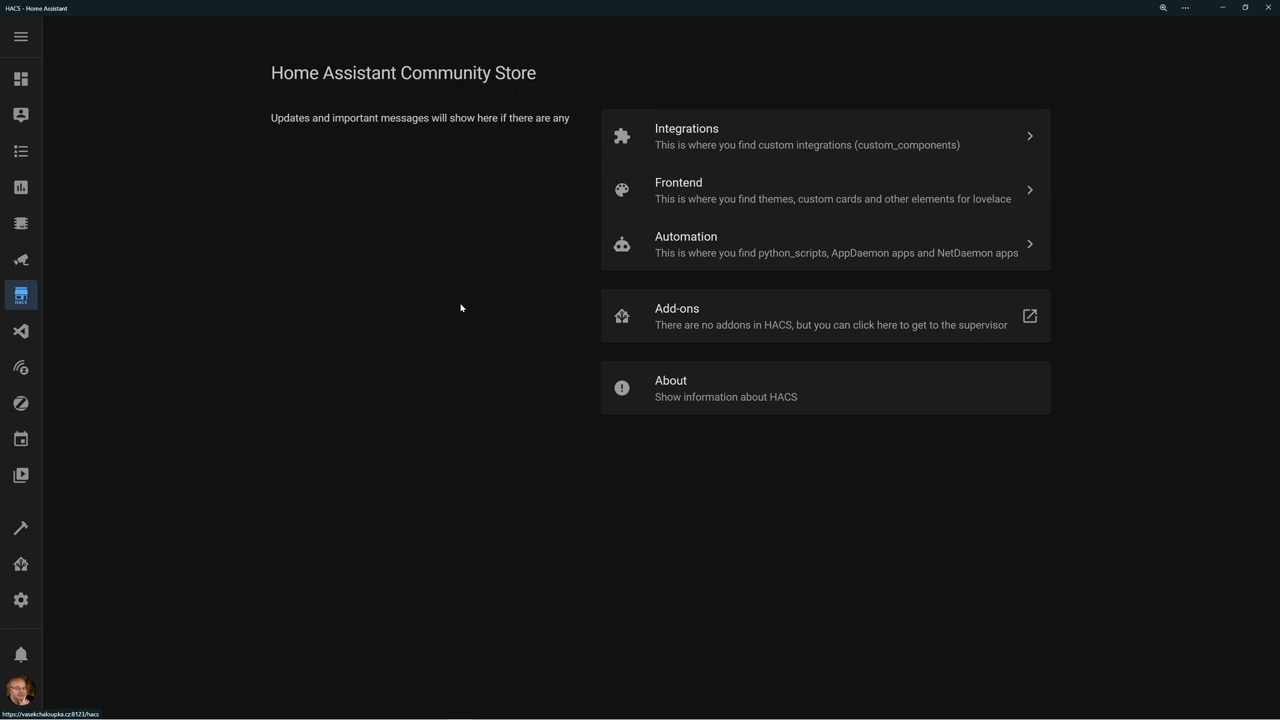 HACS - Home Assistant
Home Assistant Community Store
Updates and important messages will show here if there are any
Integrations
This is where you find custom integrations (custom_components)
Frontend
This is where you find themes, custom cards and other elements for lovelace
Automation
This is where you find python_scripts, AppDaemon apps and NetDaemon apps
Add-ons
There are no addons in HACS, but you can click here to get to the supervisor
About
Show information about HACS
HACS
https://vasekchaloupka.cz:8123/hacs